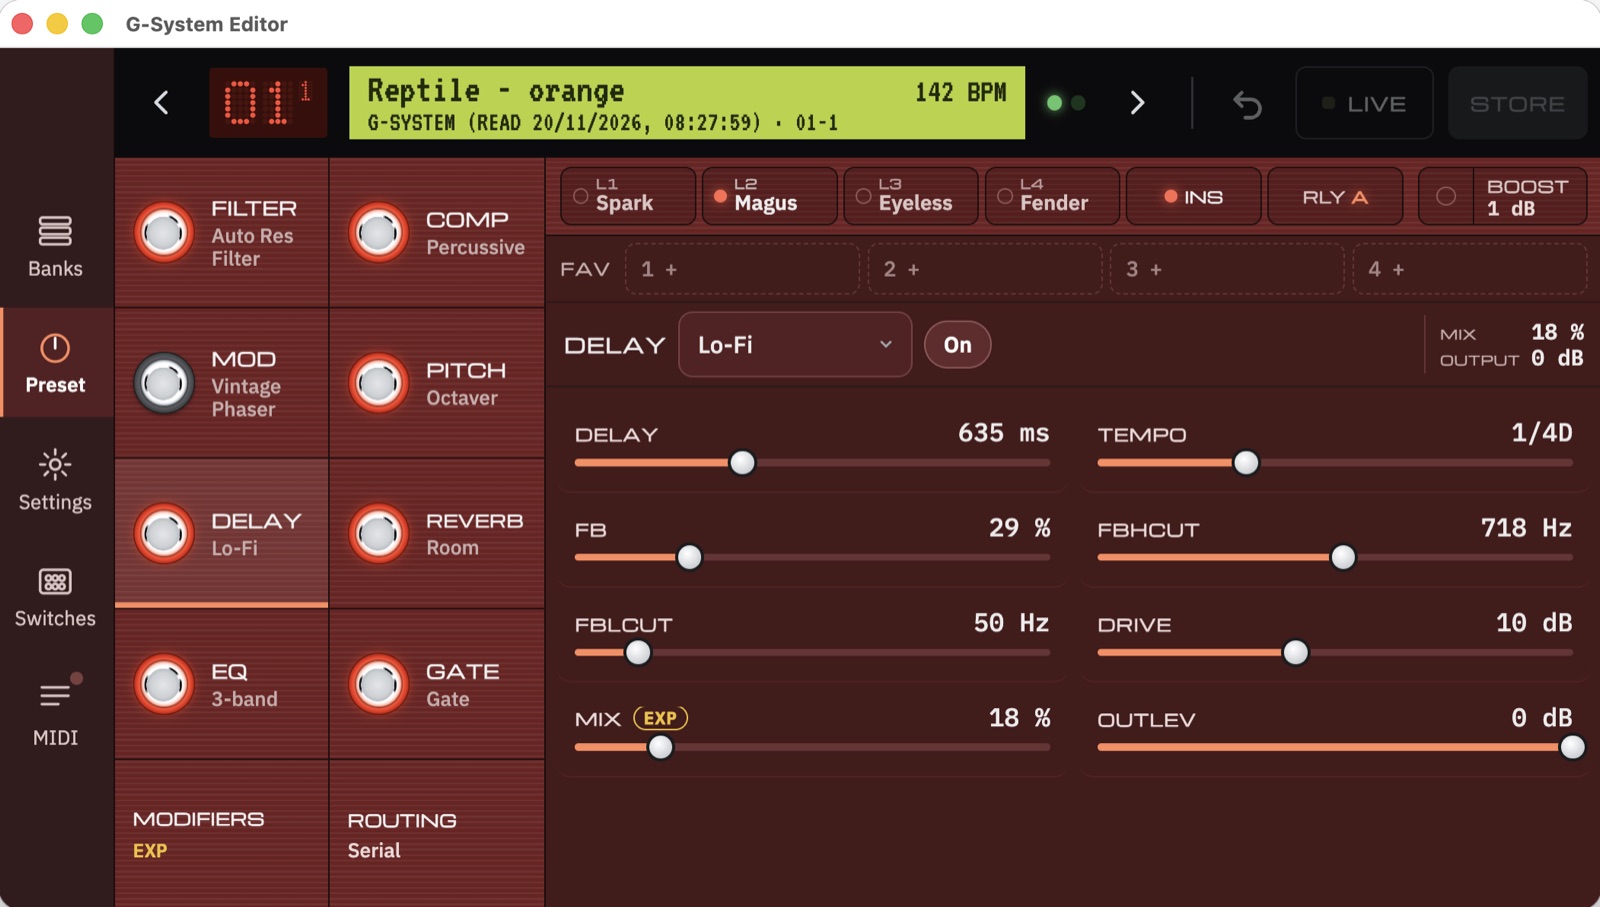 G-System Editor
01 1
Reptile - orange
142 BPM
G-SYSTEM (READ 20/11/2026, 08:27:59) · 01-1
LIVE
STORE
Banks
Preset
Settings
Switches
MIDI
FILTER
Auto Res
Filter
COMP
Percussive
MOD
Vintage
Phaser
PITCH
Octaver
DELAY
Lo-Fi
REVERB
Room
EQ
3-band
GATE
Gate
MODIFIERS
EXP
ROUTING
Serial
L1
Spark
L2
Magus
L3
Eyeless
L4
Fender
INS
RLY A
BOOST
1 dB
FAV
1 +
2 +
3 +
4 +
DELAY
Lo-Fi
On
MIX 18 %
OUTPUT 0 dB
DELAY 635 ms
TEMPO 1/4D
FB 29 %
FBHCUT 718 Hz
FBLCUT 50 Hz
DRIVE 10 dB
MIX EXP 18 %
OUTLEV 0 dB